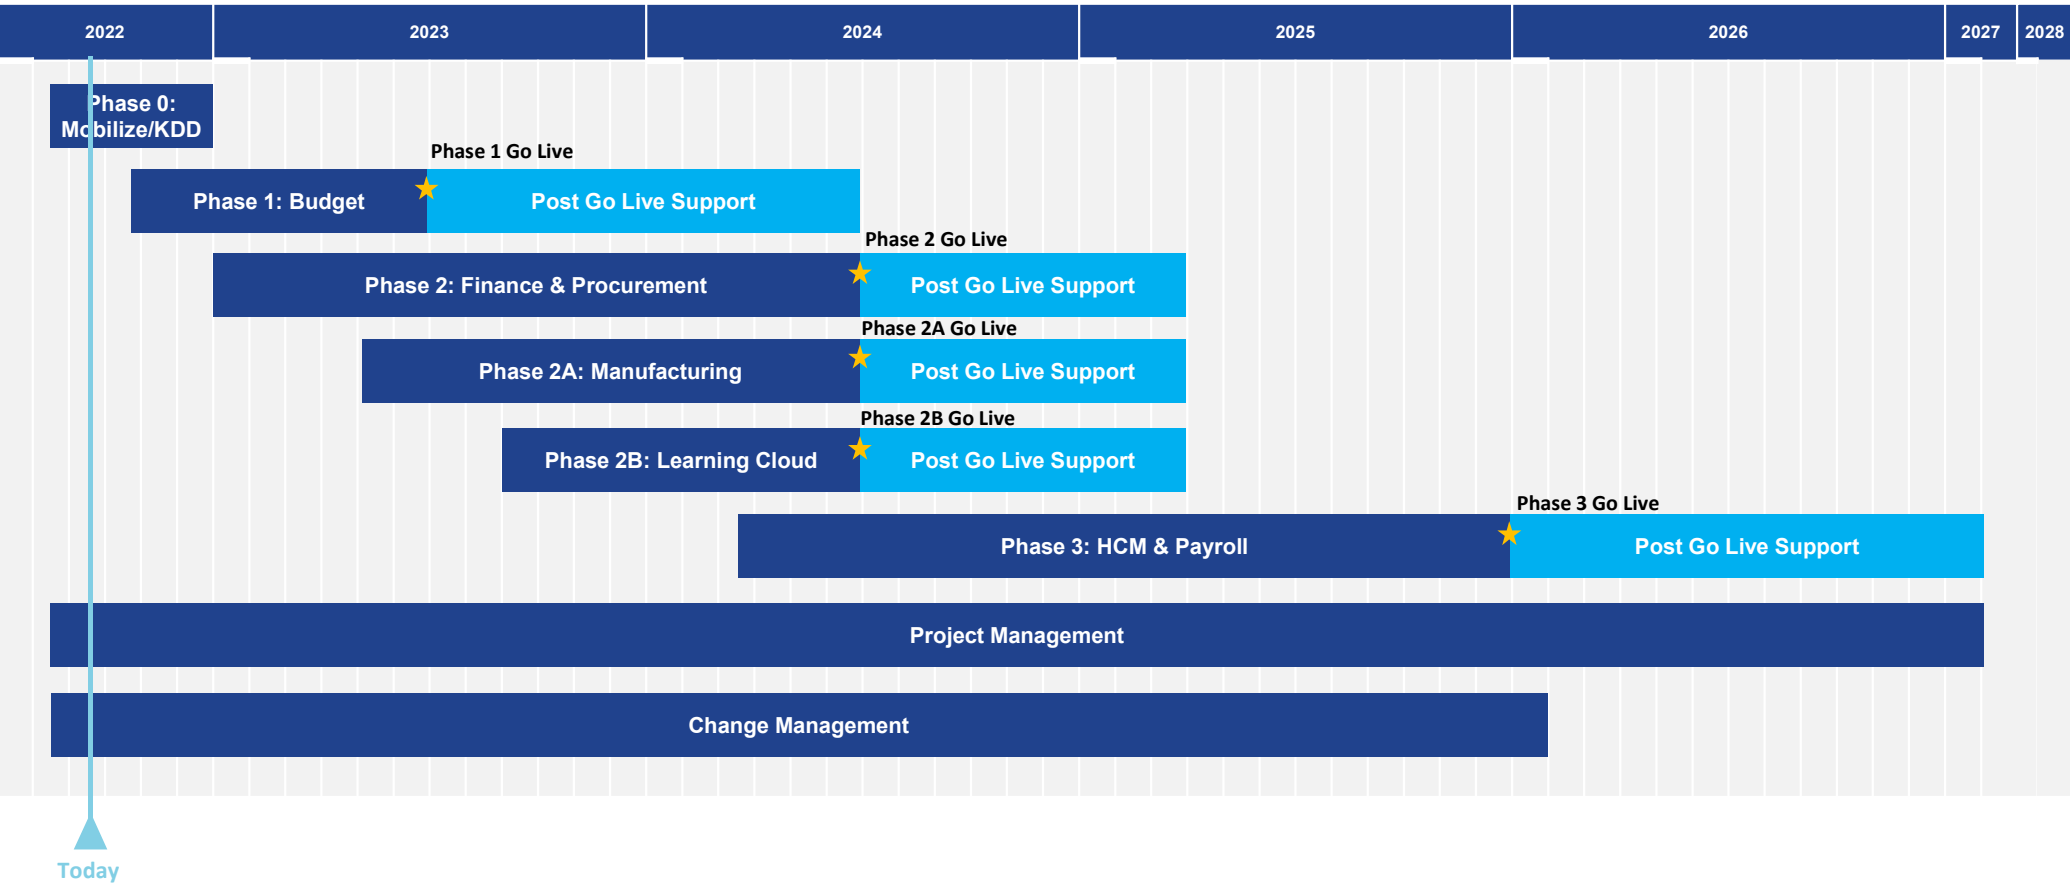 2022 2023 2024 2025 2026 2027 2028
Phase 0:
Mobilize/KDD
Phase 1 Go Live
Phase 1: Budget
Post Go Live Support
Phase 2 Go Live
Phase 2: Finance & Procurement
Post Go Live Support
Phase 2A Go Live
Phase 2A: Manufacturing
Post Go Live Support
Phase 2B Go Live
Phase 2B: Learning Cloud
Post Go Live Support
Phase 3 Go Live
Phase 3: HCM & Payroll
Post Go Live Support
Project Management
Change Management
Today